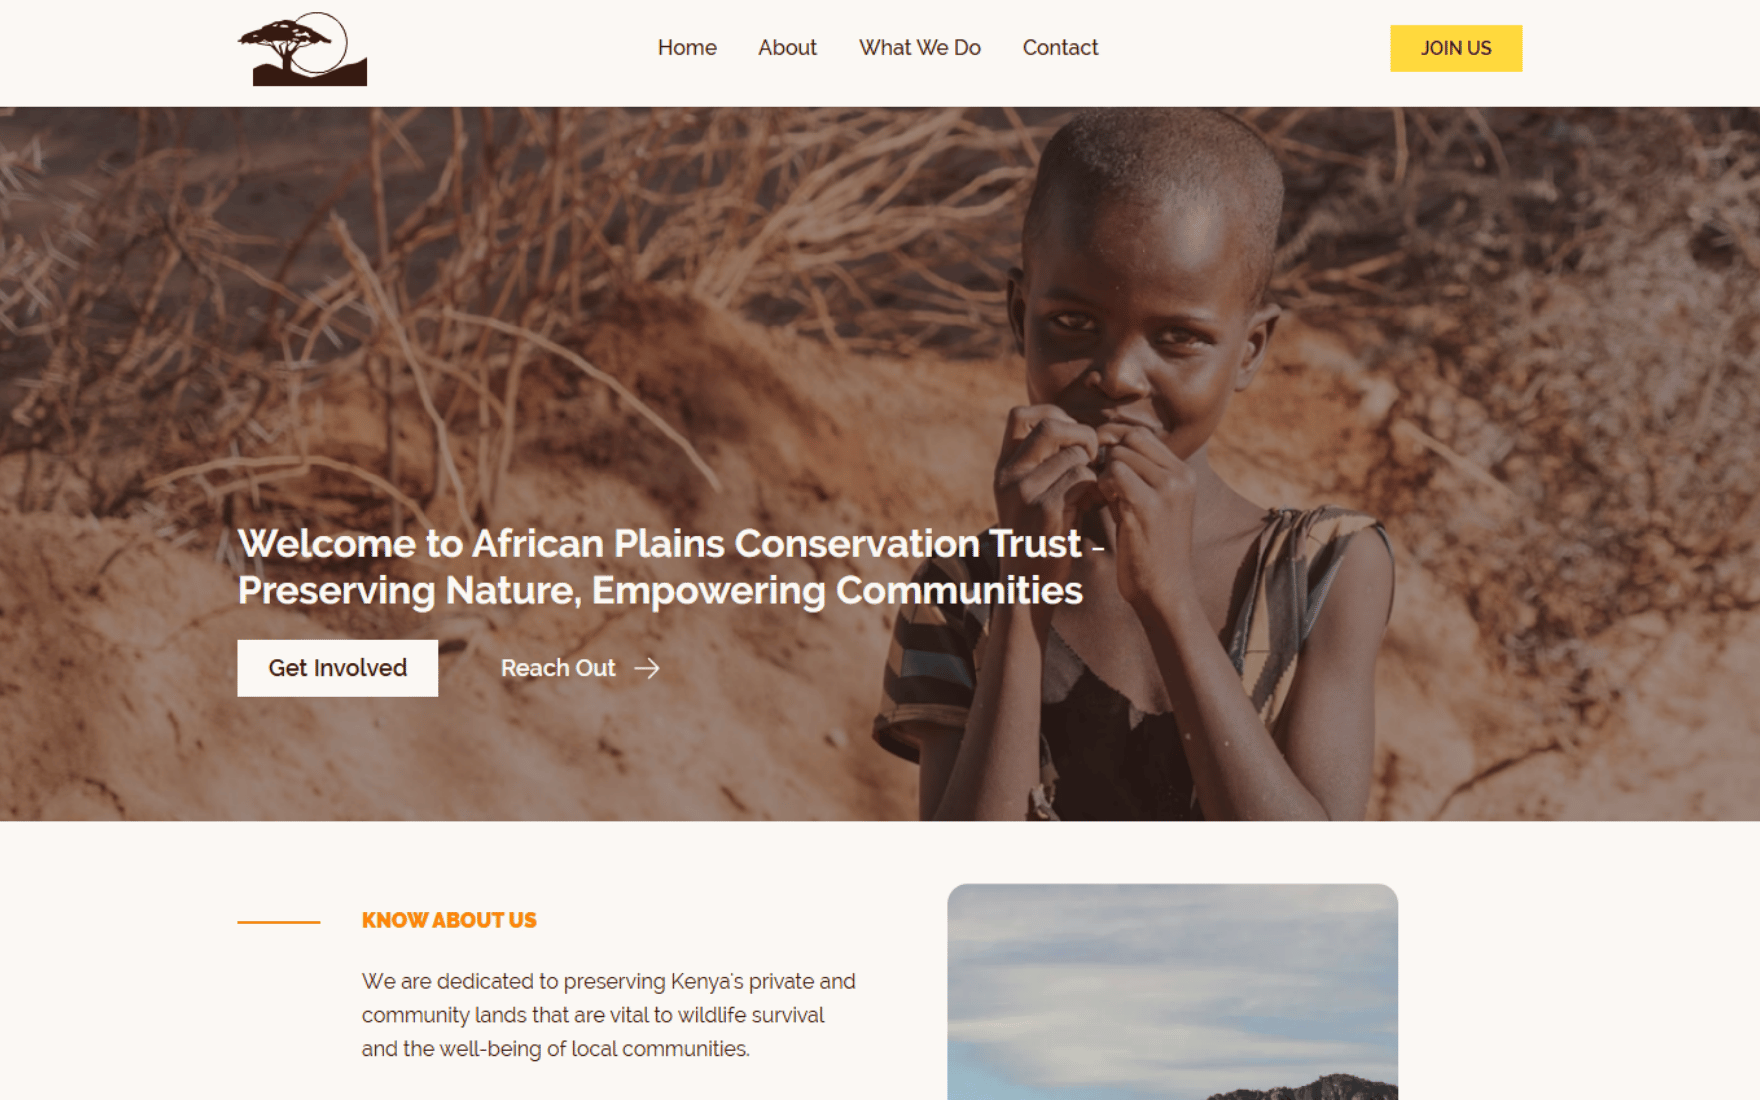 Home
About
What We Do
Contact
JOIN US
Welcome to African Plains Conservation Trust -
Preserving Nature, Empowering Communities
Get Involved
Reach Out
KNOW ABOUT US
We are dedicated to preserving Kenya's private and
community lands that are vital to wildlife survival
and the well-being of local communities.